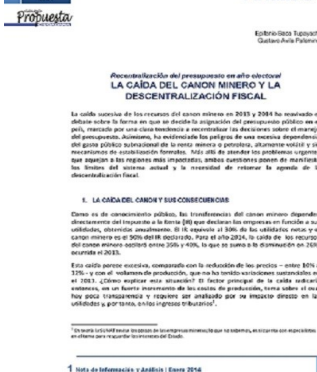 Propuesta
Epifanio Baca Tupayachi
Gustavo Avila Palomino
Recentralización del presupuesto en año electoral
LA CAÍDA DEL CANON MINERO Y LA
DESCENTRALIZACIÓN FISCAL
La caída sucesiva de los recursos del canon minero en 2013 y 2014 ha reavivado el
debate sobre la forma en que se decide la asignación del presupuesto público en el
país, marcado por una clara tendencia a recentralizar las decisiones sobre el manejo
del presupuesto. Asimismo, ha evidenciado los peligros de una excesiva dependencia
del gasto público subnacional de la renta minera o petrolera, altamente volátil y sin
mecanismos de estabilización formales. Más allá de atender los problemas urgentes
que aquejan a las regiones más impactadas, ambas cuestiones ponen de manifiesto
los límites del sistema actual y la necesidad de retomar la agenda de la
descentralización fiscal.
1. LA CAÍDA DEL CANON Y SUS CONSECUENCIAS
Como es de conocimiento público, las transferencias del canon minero dependen
directamente del Impuesto a la Renta (IR) que declaran las empresas en función a sus
utilidades, obtenidas anualmente. El IR equivale al 30% de las utilidades netas y el
canon minero es el 50% del IR declarado. Para el año 2014, la caída de los recursos
del canon minero oscilará entre 35% y 40%, lo que se suma a la disminución en 26%
ocurrida el 2013.
Esta caída parece excesiva, comparada con la reducción de los precios – entre 10% y
32% - y con el volumen de producción, que no ha tenido variaciones sustanciales en
el 2013. ¿Cómo explicar esta situación? El factor principal de la caída radicaría
entonces, en un fuerte incremento de los costos de producción, tema sobre el cual
hay poca transparencia y requiere ser analizado por su impacto directo en las
utilidades y, por tanto, en los ingresos tributarios¹.
1 Nota de Información y Análisis | Enero 2014